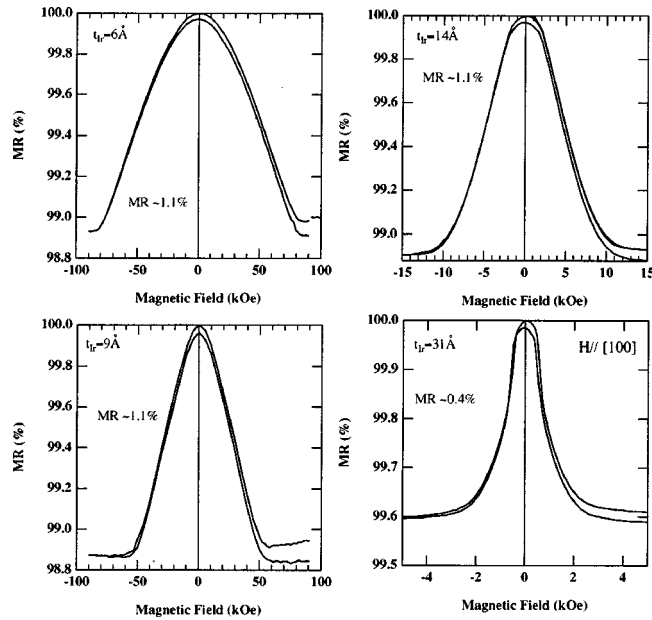 100.0
t_Ir=6Å
99.8
99.6
99.4
99.2
99.0
98.8
MR (%)
MR ~1.1%
-100 -50 0 50 100
Magnetic Field (kOe)
100.0
t_Ir=14Å
99.8
99.6
99.4
99.2
99.0
MR (%)
MR ~1.1%
-15 -10 -5 0 5 10 15
Magnetic Field (kOe)
100.0
t_Ir=9Å
99.8
99.6
99.4
99.2
99.0
98.8
MR (%)
MR ~1.1%
-100 -50 0 50 100
Magnetic Field (kOe)
100.0
t_Ir=31Å
H// [100]
99.9
99.8
99.7
99.6
99.5
MR (%)
MR ~0.4%
-4 -2 0 2 4
Magnetic Field (kOe)